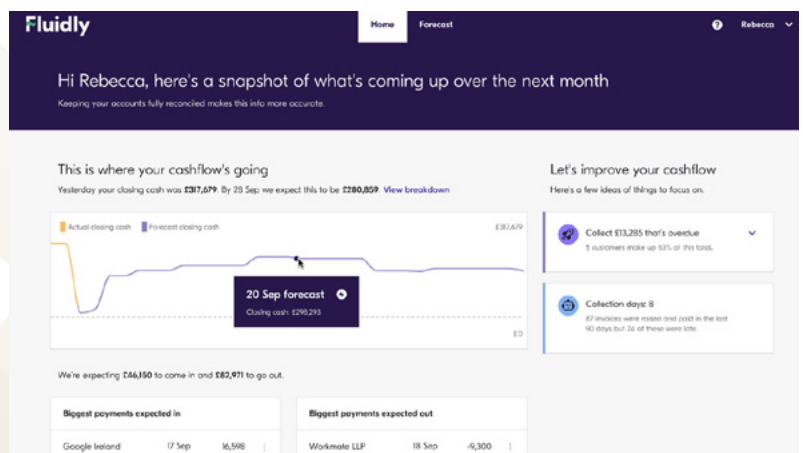 Fluidly
Home
Forecast
?
Rebecca
Hi Rebecca, here's a snapshot of what's coming up over the next month
Keeping your accounts fully reconciled makes this info more accurate.
This is where your cashflow's going
Yesterday your closing cash was £317,679. By 28 Sep we expect this to be £280,859. View breakdown
Actual closing cash
Forecast closing cash
£317,679
20 Sep forecast
Closing cash: £298,293
£0
We're expecting £46,150 to come in and £82,971 to go out.
Biggest payments expected in
Google Ireland 17 Sep 16,598
Biggest payments expected out
Workmate LLP 18 Sep -9,300
Let's improve your cashflow
Here's a few ideas of things to focus on.
Collect £13,285 that's overdue
5 customers make up 53% of this total.
Collection days: 8
87 invoices were raised and paid in the last
90 days but 24 of these were late.